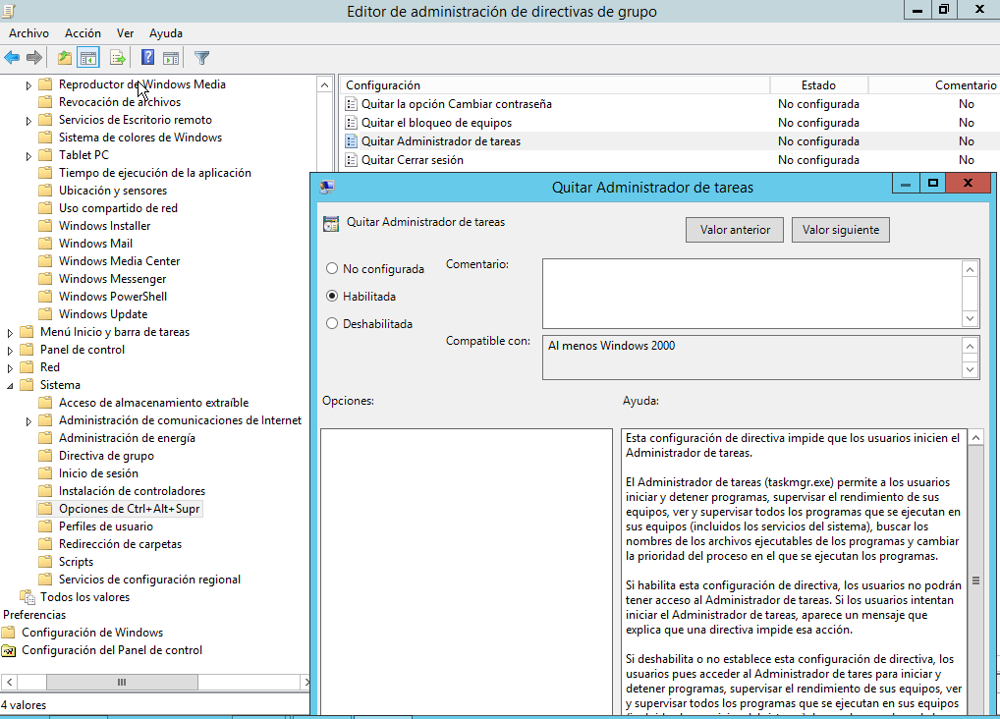 Editor de administración de directivas de grupo
Archivo Acción Ver Ayuda
Reproductor de Windows Media
Revocación de archivos
Servicios de Escritorio remoto
Sistema de colores de Windows
Tablet PC
Tiempo de ejecución de la aplicación
Ubicación y sensores
Uso compartido de red
Windows Installer
Windows Mail
Windows Media Center
Windows Messenger
Windows PowerShell
Windows Update
Menú Inicio y barra de tareas
Panel de control
Red
Sistema
Acceso de almacenamiento extraíble
Administración de comunicaciones de Internet
Administración de energía
Directiva de grupo
Inicio de sesión
Instalación de controladores
Opciones de Ctrl+Alt+Supr
Perfiles de usuario
Redirección de carpetas
Scripts
Servicios de configuración regional
Todos los valores
Preferencias
Configuración de Windows
Configuración del Panel de control
4 valores
Configuración Estado Comentario
Quitar la opción Cambiar contraseña No configurada No
Quitar el bloqueo de equipos No configurada No
Quitar Administrador de tareas No configurada No
Quitar Cerrar sesión No configurada No
Quitar Administrador de tareas
Quitar Administrador de tareas
Valor anterior Valor siguiente
No configurada
Habilitada
Deshabilitada
Comentario:
Compatible con: Al menos Windows 2000
Opciones: Ayuda:
Esta configuración de directiva impide que los usuarios inicien el
Administrador de tareas.
El Administrador de tareas (taskmgr.exe) permite a los usuarios
iniciar y detener programas, supervisar el rendimiento de sus
equipos, ver y supervisar todos los programas que se ejecutan en
sus equipos (incluidos los servicios del sistema), buscar los
nombres de los archivos ejecutables de los programas y cambiar
la prioridad del proceso en el que se ejecutan los programas.
Si habilita esta configuración de directiva, los usuarios no podrán
tener acceso al Administrador de tareas. Si los usuarios intentan
iniciar el Administrador de tareas, aparece un mensaje que
explica que una directiva impide esa acción.
Si deshabilita o no establece esta configuración de directiva, los
usuarios pues acceder al Administrador de tares para iniciar y
detener programas, supervisar el rendimiento de sus equipos, ver
y supervisar todos los programas que se ejecutan en sus equipos